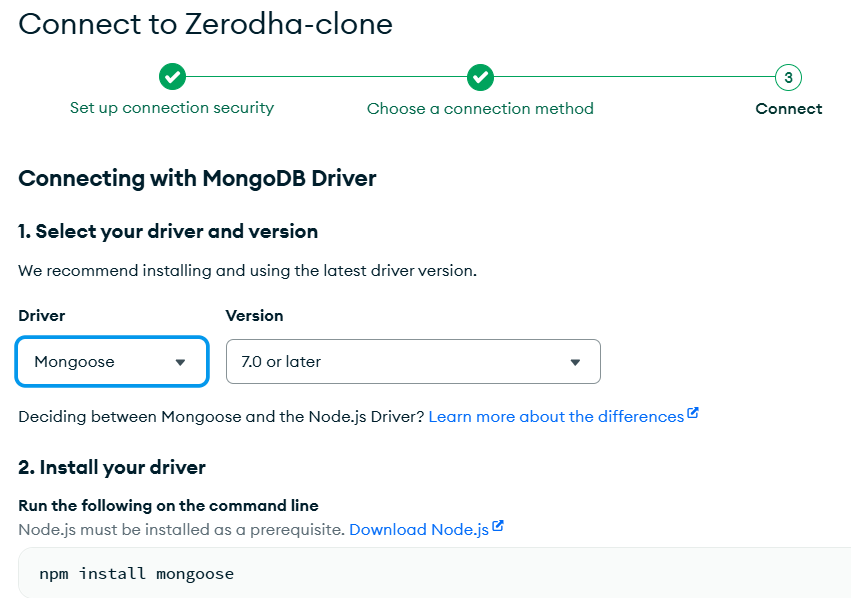 Connect to Zerodha-clone
3
Set up connection security
Choose a connection method
Connect
Connecting with MongoDB Driver
1. Select your driver and version
We recommend installing and using the latest driver version.
Driver
Version
Mongoose
7.0 or later
Deciding between Mongoose and the Node.js Driver? Learn more about the differences
2. Install your driver
Run the following on the command line
Node.js must be installed as a prerequisite. Download Node.js
npm install mongoose